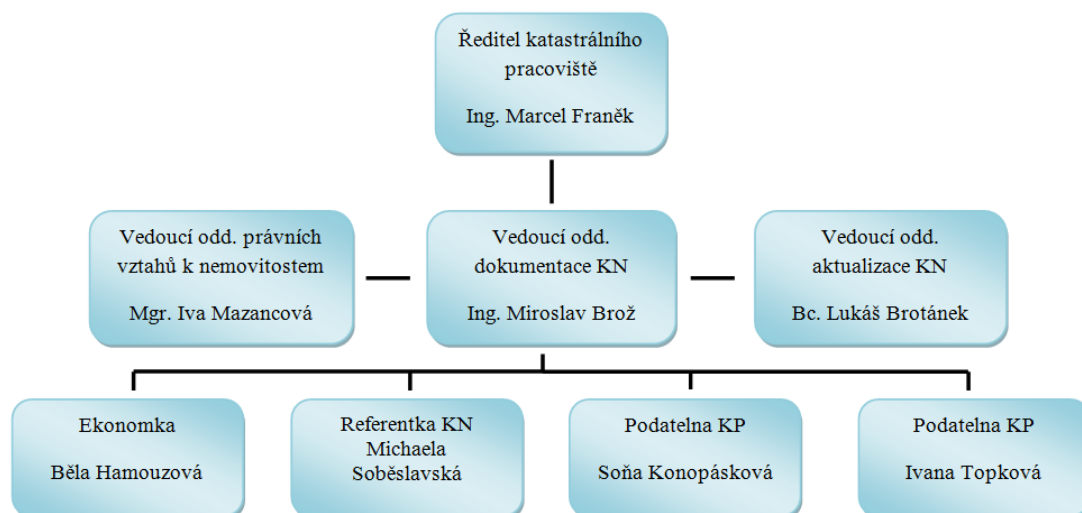 Ředitel katastrálního
pracoviště
Ing. Marcel Franěk
Vedoucí odd. právních
vztahů k nemovitostem
Mgr. Iva Mazancová
Vedoucí odd.
dokumentace KN
Ing. Miroslav Brož
Vedoucí odd.
aktualizace KN
Bc. Lukáš Brotánek
Ekonomka
Běla Hamouzová
Referentka KN
Michaela
Soběslavská
Podatelna KP
Soňa Konopásková
Podatelna KP
Ivana Topková